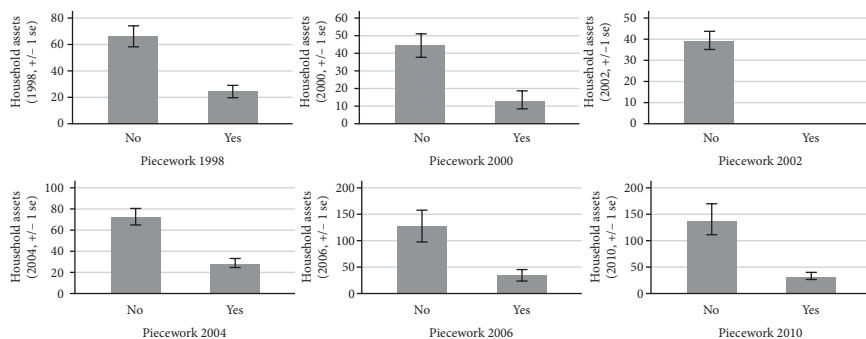 Household assets
(1998, +/− 1 se)
80
60
40
20
0
No
Yes
Piecework 1998
Household assets
(2000, +/− 1 se)
60
50
40
30
20
10
0
No
Yes
Piecework 2000
Household assets
(2002, +/−1 se)
50
40
30
20
10
0
No
Yes
Piecework 2002
Household assets
(2004, +/− 1 se)
100
80
60
40
20
0
No
Yes
Piecework 2004
Household assets
(2006, +/− 1 se)
200
150
100
50
0
No
Yes
Piecework 2006
Household assets
(2010, +/− 1 se)
200
150
100
50
0
No
Yes
Piecework 2010